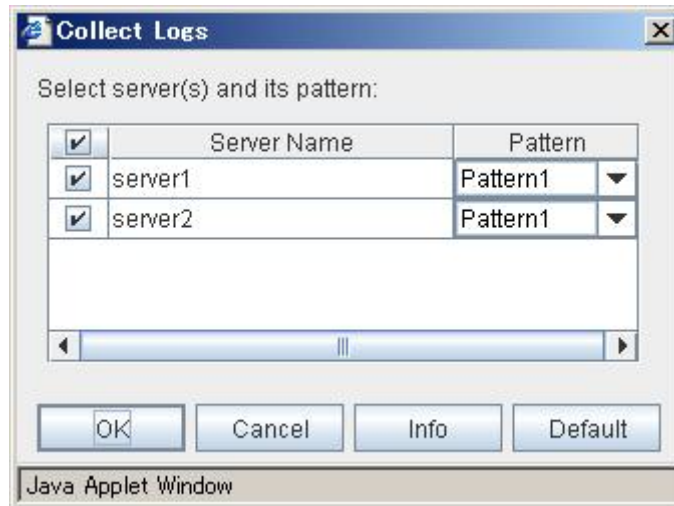 Collect Logs
Select server(s) and its pattern:
Server Name Pattern
server1 Pattern1
server2 Pattern1
OK Cancel Info Default
Java Applet Window